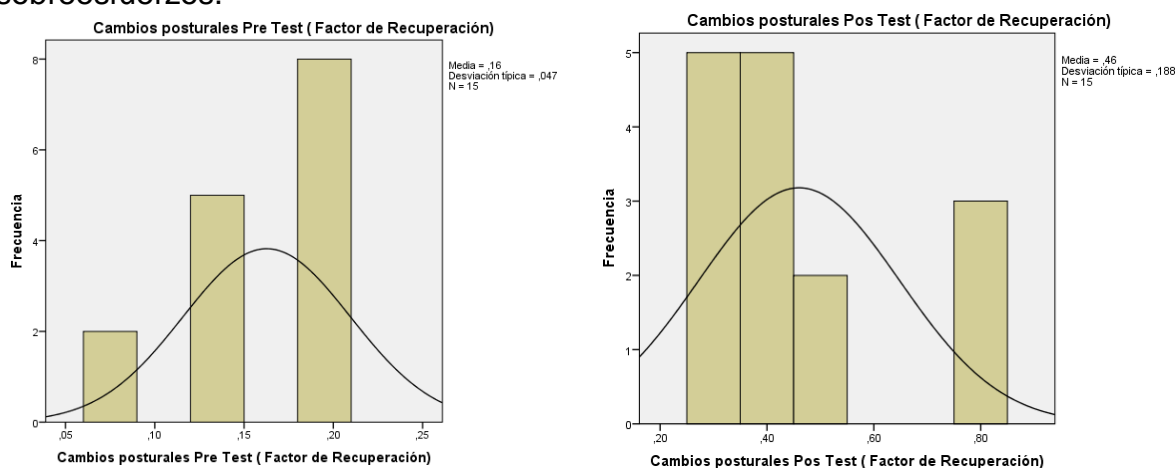 sobreesfuerzos.
Cambios posturales Pre Test ( Factor de Recuperación)
Media = ,16
Desviación típica = ,047
N = 15
Frecuencia
8
6
4
2
0
,05 ,10 ,15 ,20 ,25
Cambios posturales Pre Test ( Factor de Recuperación)
Cambios posturales Pos Test ( Factor de Recuperación)
Media = ,46
Desviación típica = ,188
N = 15
Frecuencia
5
4
3
2
1
0
,20 ,40 ,60 ,80
Cambios posturales Pos Test ( Factor de Recuperación)